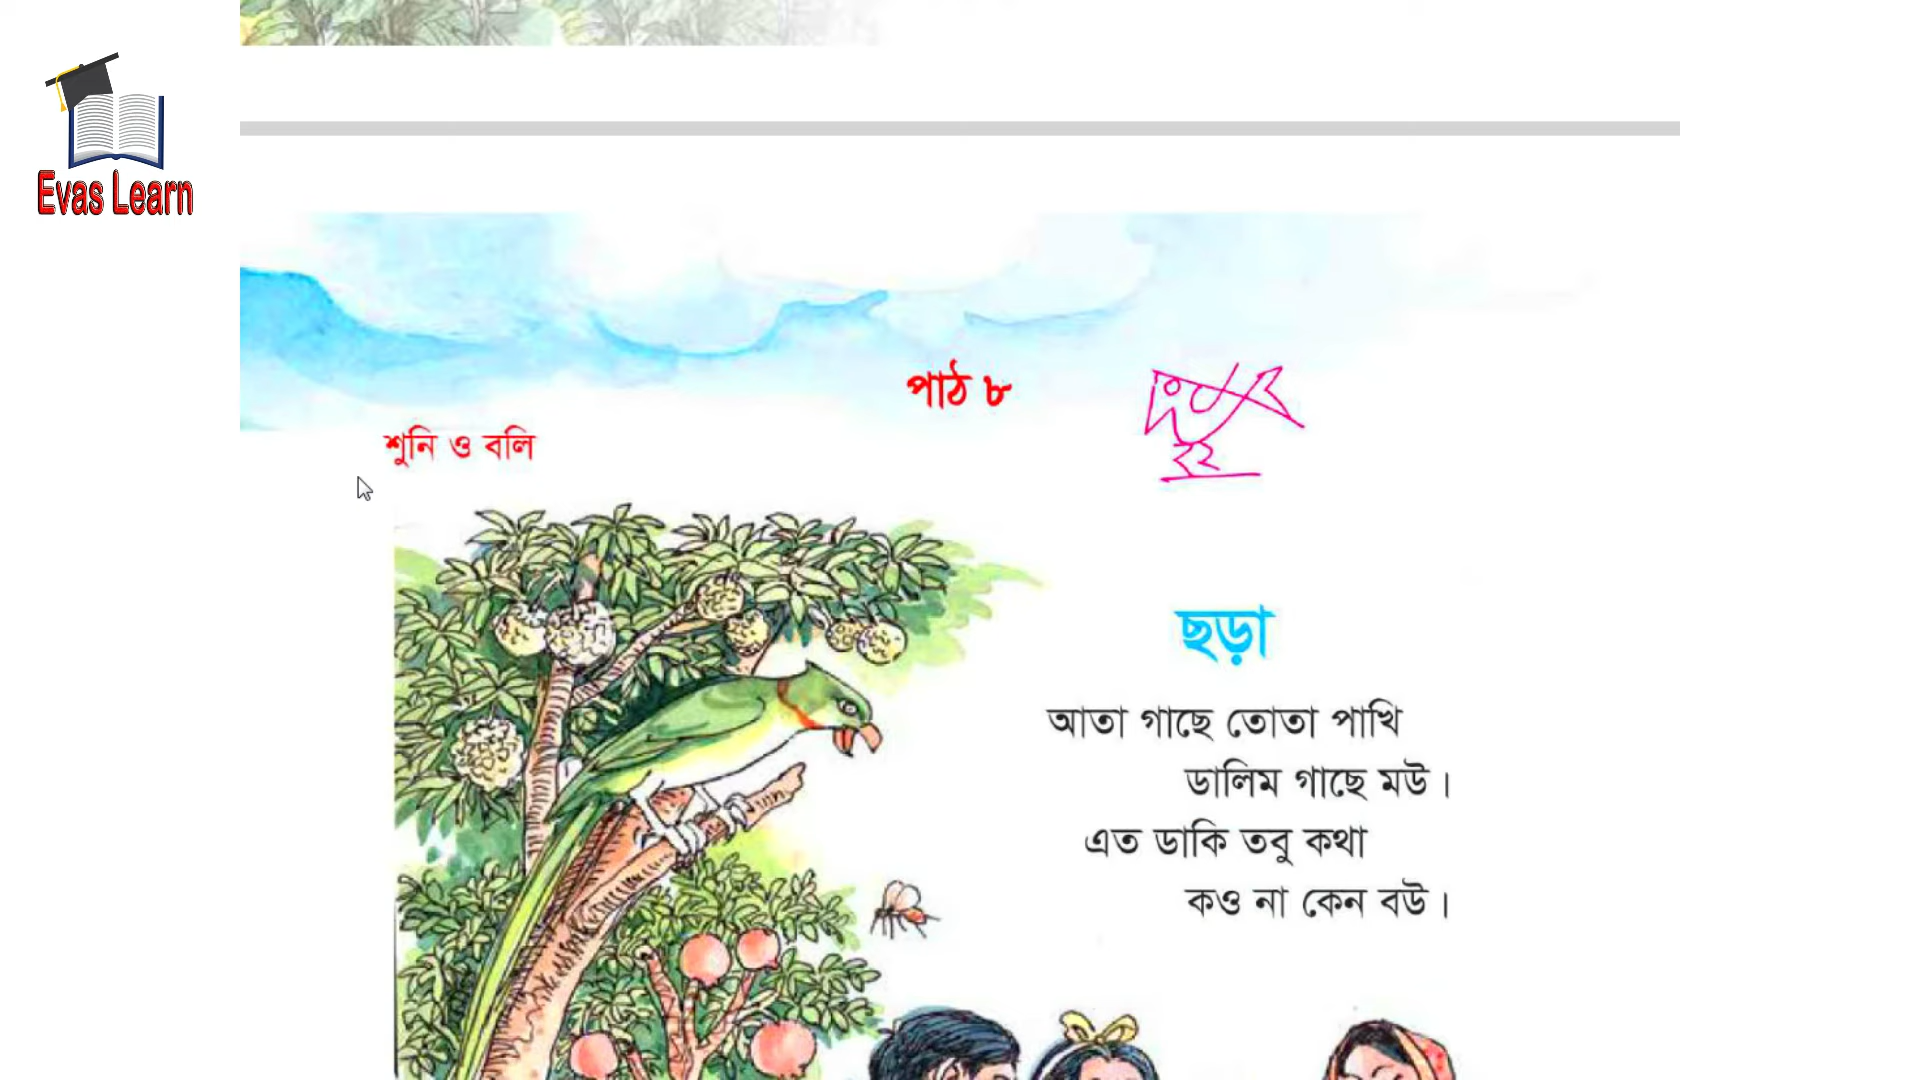 Evas Learn
পাঠ ৮
শুনি ও বলি
ছড়া
আতা গাছে তোতা পাখি
ডালিম গাছে মউ।
এত ডাকি তবু কথা
কও না কেন বউ।